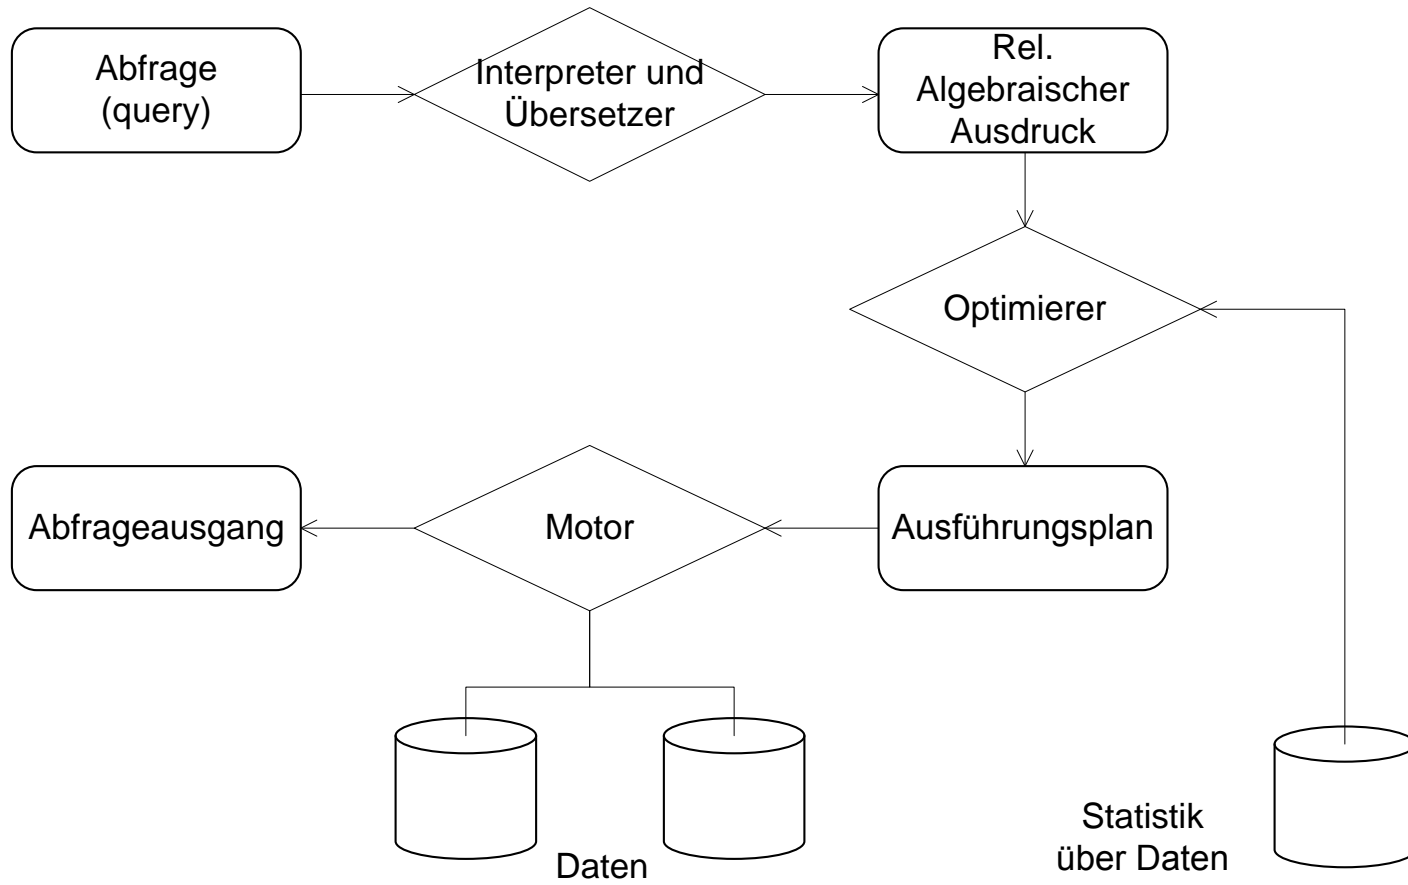 Abfrage
(query)
Interpreter und
Übersetzer
Rel.
Algebraischer
Ausdruck
Optimierer
Abfrageausgang
Motor
Ausführungsplan
Daten
Statistik
über Daten